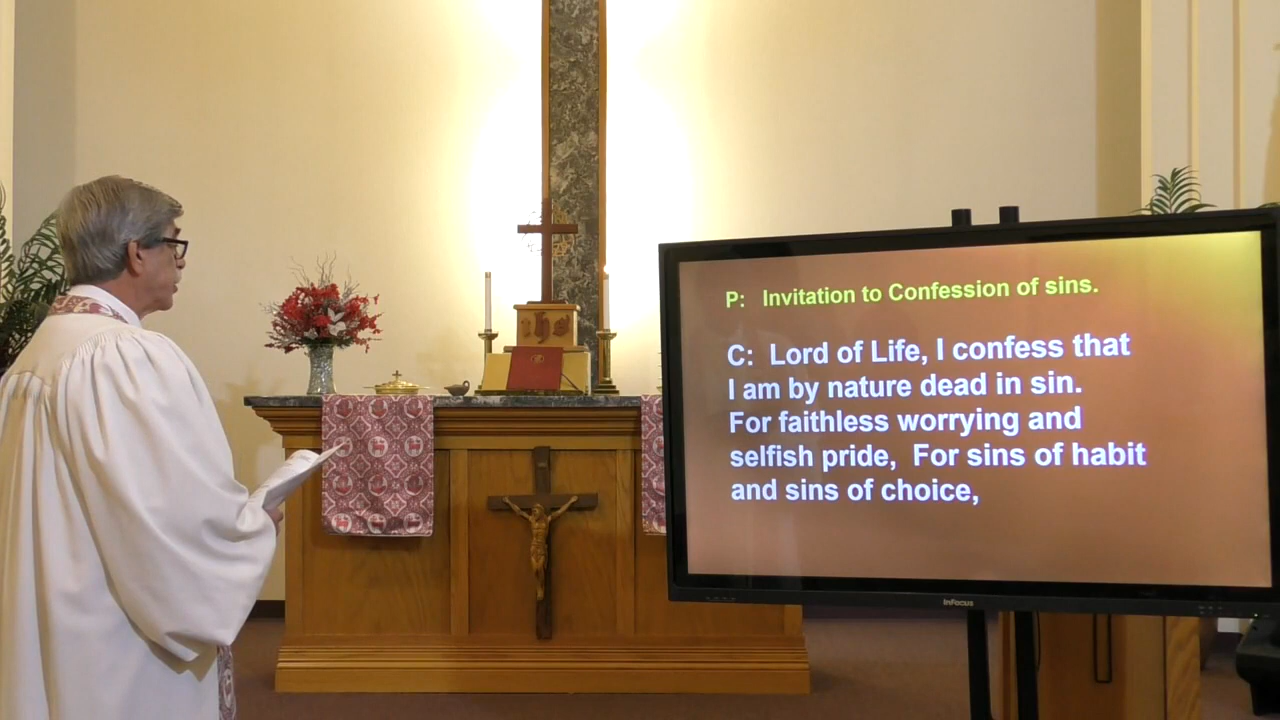 ihs
P: Invitation to Confession of sins.
C: Lord of Life, I confess that
I am by nature dead in sin.
For faithless worrying and
selfish pride, For sins of habit
and sins of choice,
InFocus